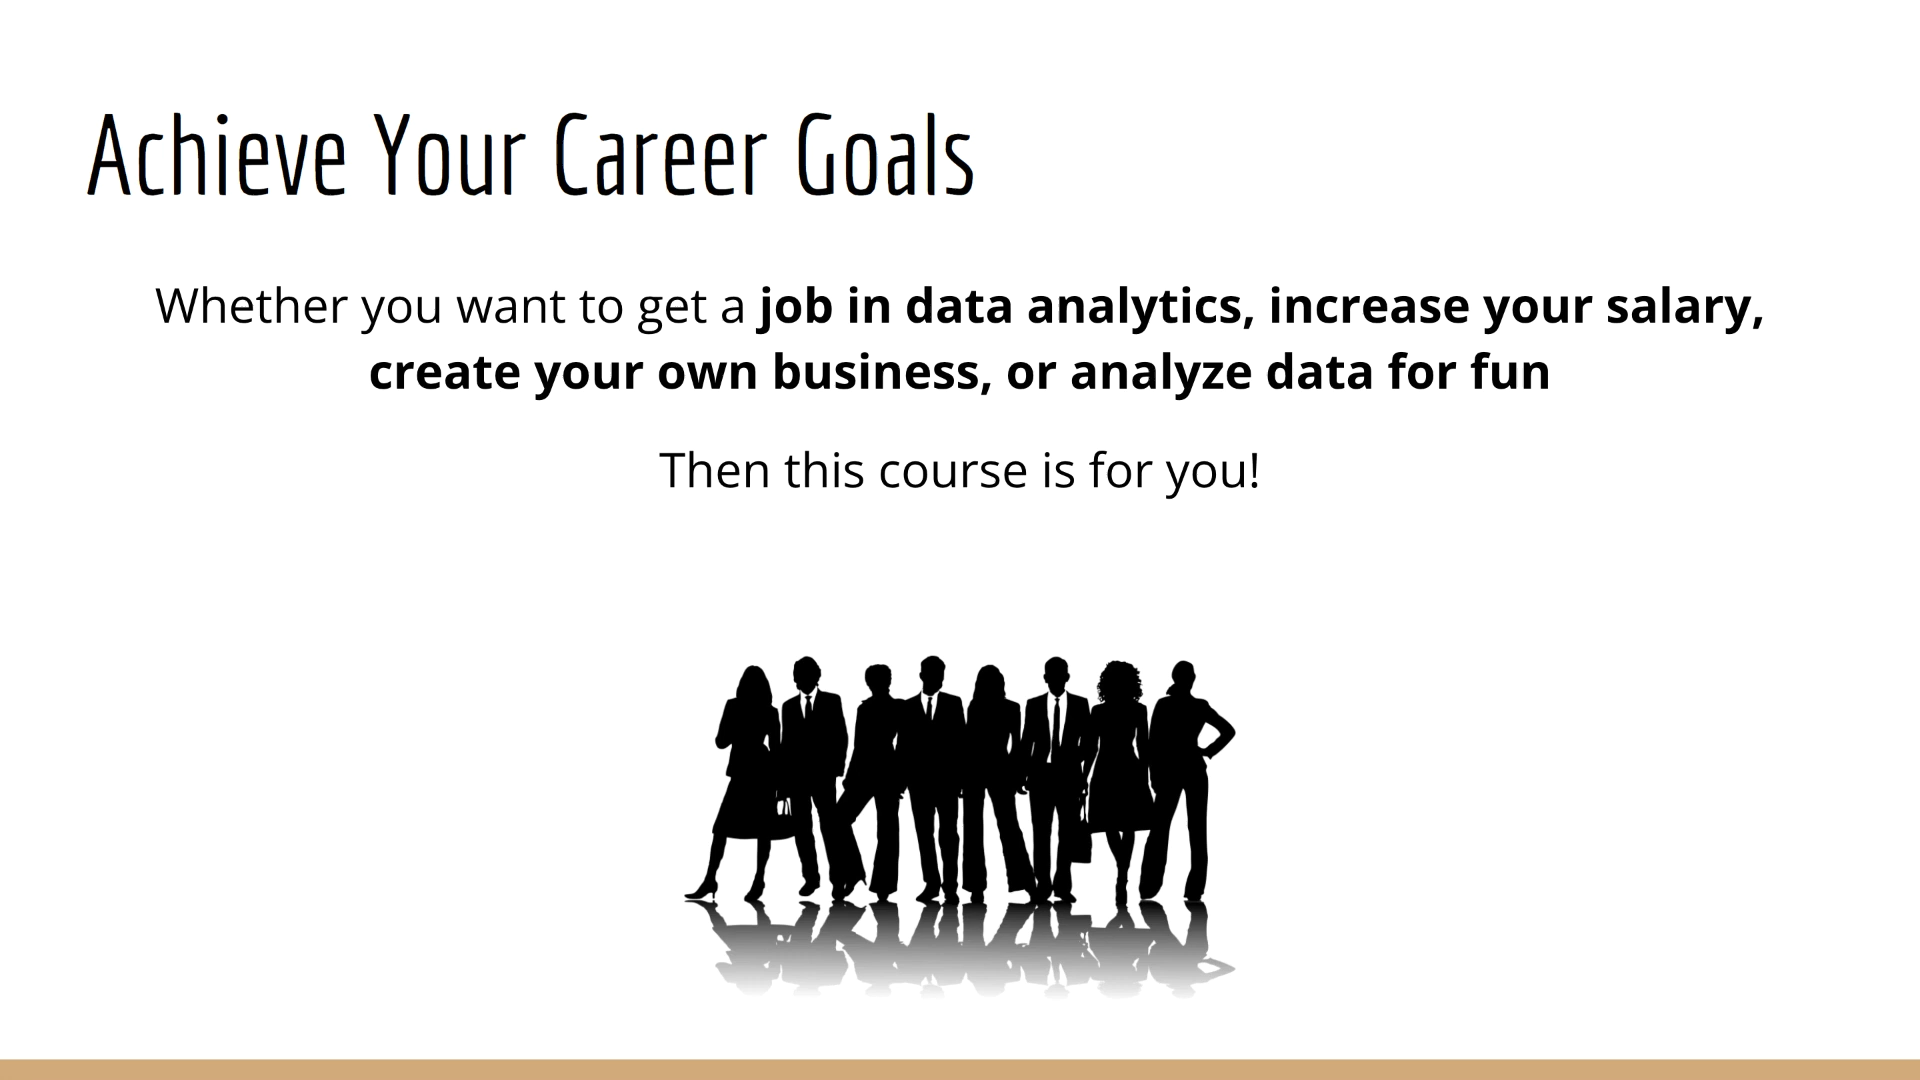 Achieve Your Career Goals
Whether you want to get a job in data analytics, increase your salary,
create your own business, or analyze data for fun
Then this course is for you!